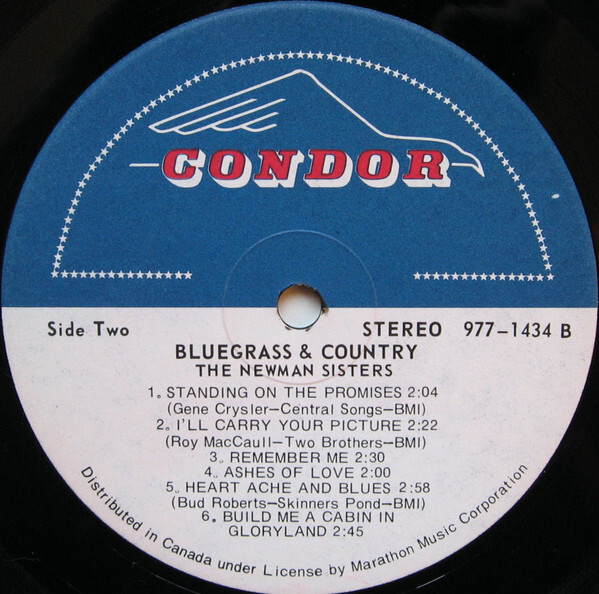 CONDOR
Side Two
STEREO 977-1434 B
BLUEGRASS & COUNTRY
THE NEWMAN SISTERS
1. STANDING ON THE PROMISES 2:04
(Gene Crysler-Central Songs-BMI)
2. I'LL CARRY YOUR PICTURE 2:22
(Roy MacCaull-Two Brothers-BMI)
3. REMEMBER ME 2:30
4. ASHES OF LOVE 2:00
5. HEART ACHE AND BLUES 2:58
(Bud Roberts-Skinners Pond-BMI)
6. BUILD ME A CABIN IN
GLORYLAND 2:45
Distributed in Canada under License by Marathon Music Corporation